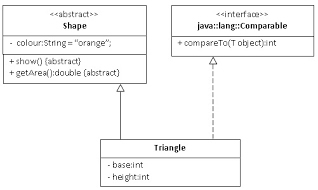 <<abstract>>
Shape
- colour:String = "orange";
+ show() {abstract}
+ getArea():double {abstract}
<<interface>>
java::lang::Comparable
+ compareTo(T object):int
Triangle
- base:int
- height:int